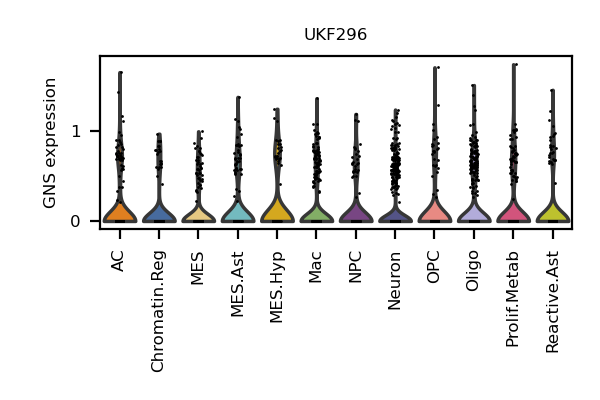 UKF296
GNS expression
1
0
AC
Chromatin.Reg
MES
MES.Ast
MES.Hyp
Mac
NPC
Neuron
OPC
Oligo
Prolif.Metab
Reactive.Ast